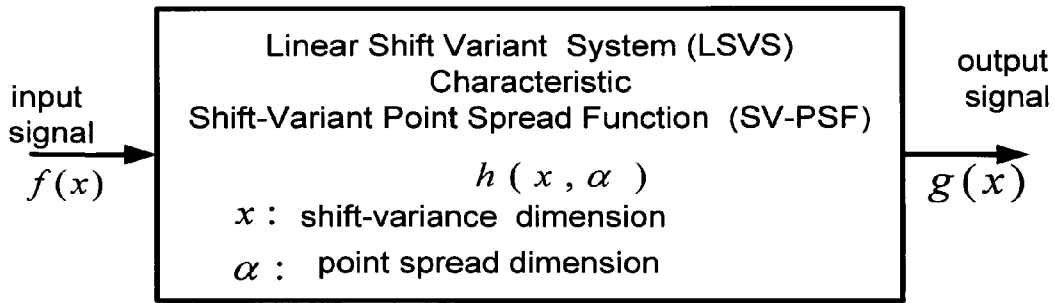 Linear Shift Variant System (LSVS)
Characteristic
Shift-Variant Point Spread Function (SV-PSF)
h ( x , α )
x : shift-variance dimension
α : point spread dimension
input
signal
f(x)
output
signal
g(x)